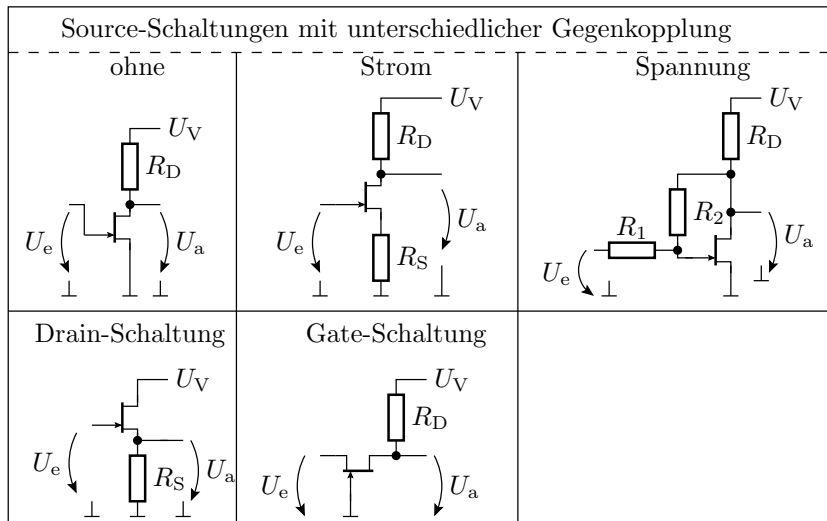 Source-Schaltungen mit unterschiedlicher Gegenkopplung
ohne
U_V
R_D
U_e
U_a
Strom
U_V
R_D
U_e
U_a
R_S
Spannung
U_V
R_D
R_2
R_1
U_e
U_a
Drain-Schaltung
U_V
U_e
R_S
U_a
Gate-Schaltung
U_V
R_D
U_e
U_a